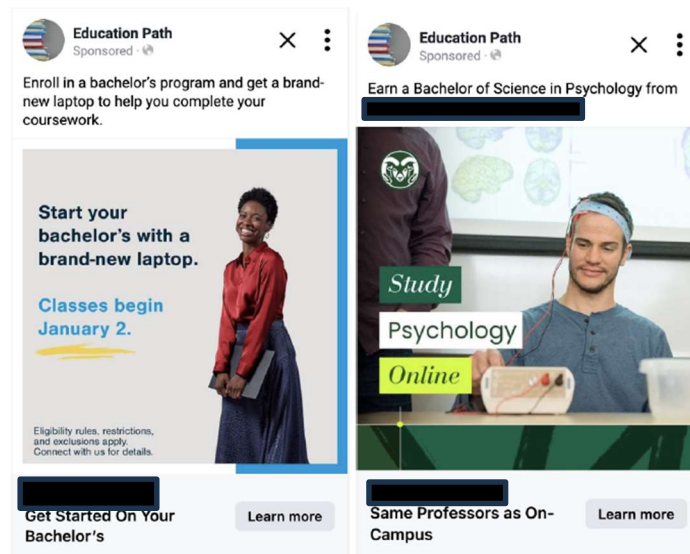 Education Path
Sponsored ·
Enroll in a bachelor's program and get a brand-
new laptop to help you complete your
coursework.
Start your
bachelor's with a
brand-new laptop.
Classes begin
January 2.
Eligibility rules, restrictions,
and exclusions apply.
Connect with us for details.
Get Started On Your
Bachelor's
Learn more
Education Path
Sponsored ·
Earn a Bachelor of Science in Psychology from
Study
Psychology
Online
Same Professors as On-
Campus
Learn more